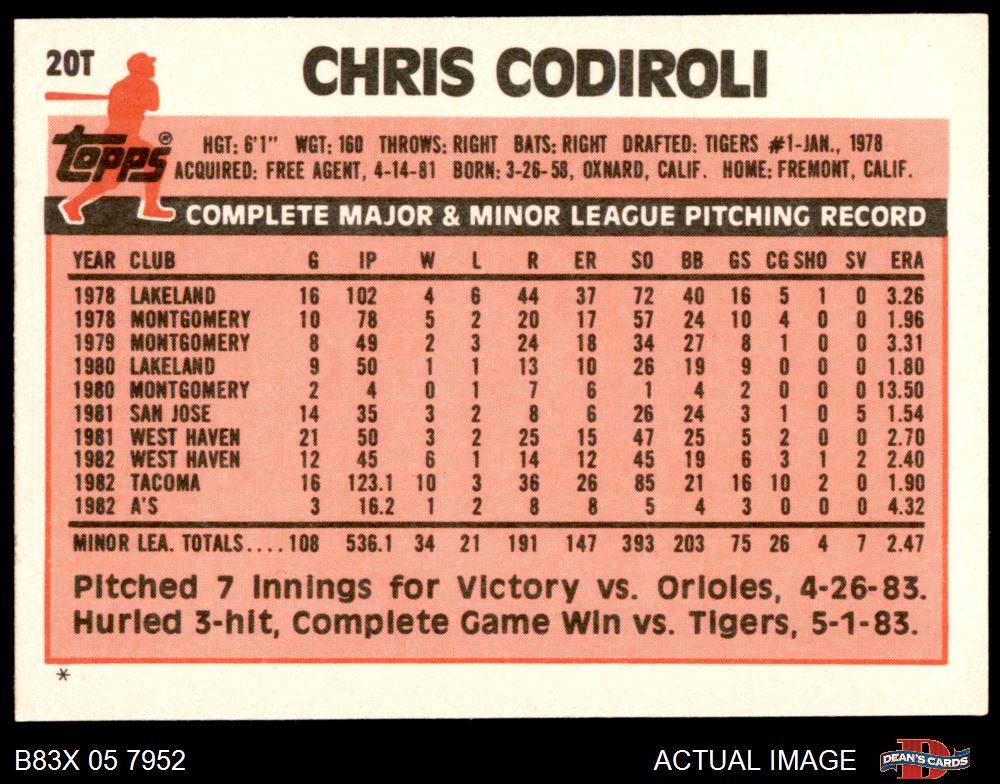 20T
CHRIS CODIROLI
topps®
HGT: 6'1" WGT: 160 THROWS: RIGHT BATS: RIGHT DRAFTED: TIGERS #1-JAN., 1978
ACQUIRED: FREE AGENT, 4-14-81 BORN: 3-26-58, OXNARD, CALIF. HOME: FREMONT, CALIF.
COMPLETE MAJOR & MINOR LEAGUE PITCHING RECORD
YEAR CLUB G IP W L R ER SO BB GS CG SHO SV ERA
1978 LAKELAND 16 102 4 6 44 37 72 40 16 5 1 0 3.26
1978 MONTGOMERY 10 78 5 2 20 17 57 24 10 4 0 0 1.96
1979 MONTGOMERY 8 49 2 3 24 18 34 27 8 1 0 0 3.31
1980 LAKELAND 9 50 1 1 13 10 26 19 9 0 0 0 1.80
1980 MONTGOMERY 2 4 0 1 7 6 1 4 2 0 0 0 13.50
1981 SAN JOSE 14 35 3 2 8 6 26 24 3 1 0 5 1.54
1981 WEST HAVEN 21 50 3 2 25 15 47 25 5 2 0 0 2.70
1982 WEST HAVEN 12 45 6 1 14 12 45 19 6 3 1 2 2.40
1982 TACOMA 16 123.1 10 3 36 26 85 21 16 10 2 0 1.90
1982 A'S 3 16.2 1 2 8 8 5 4 3 0 0 0 4.32
MINOR LEA. TOTALS.... 108 536.1 34 21 191 147 393 203 75 26 4 7 2.47
Pitched 7 Innings for Victory vs. Orioles, 4-26-83.
Hurled 3-hit, Complete Game Win vs. Tigers, 5-1-83.
*
B83X 05 7952
ACTUAL IMAGE
DEAN'S CARDS